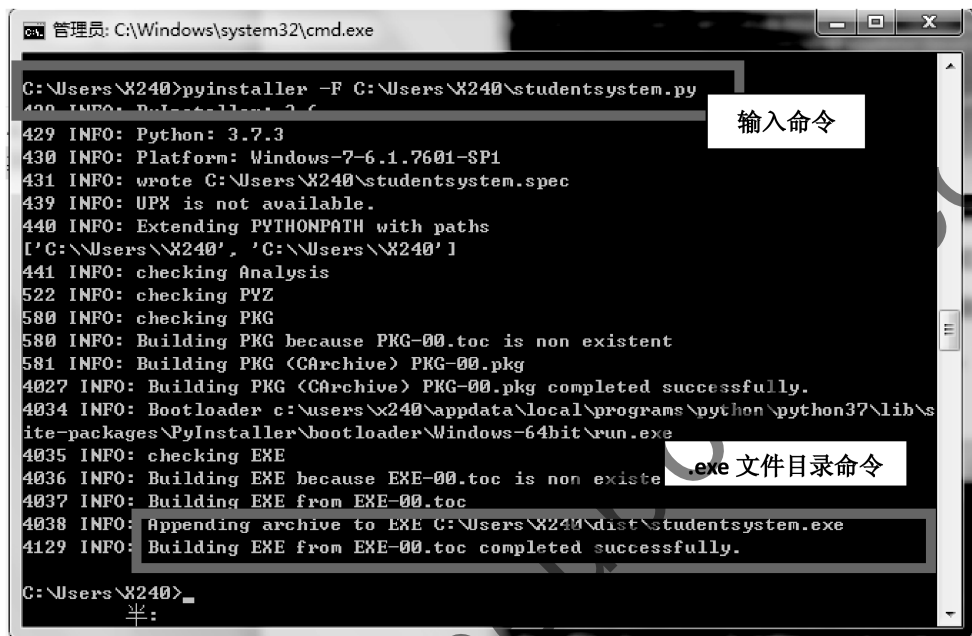 管理员: C:\Windows\system32\cmd.exe
C:\Users\X240>pyinstaller -F C:\Users\X240\studentsystem.py
429 INFO: Python: 3.7.3
输入命令
430 INFO: Platform: Windows-7-6.1.7601-SP1
431 INFO: wrote C:\Users\X240\studentsystem.spec
439 INFO: UPX is not available.
440 INFO: Extending PYTHONPATH with paths
['C:\\Users\\X240', 'C:\\Users\\X240']
441 INFO: checking Analysis
522 INFO: checking PYZ
580 INFO: checking PKG
580 INFO: Building PKG because PKG-00.toc is non existent
581 INFO: Building PKG (CArchive) PKG-00.pkg
4027 INFO: Building PKG (CArchive) PKG-00.pkg completed successfully.
4034 INFO: Bootloader c:\users\x240\appdata\local\programs\python\python37\lib\s
ite-packages\PyInstaller\bootloader\Windows-64bit\run.exe
4035 INFO: checking EXE
.exe 文件目录命令
4036 INFO: Building EXE because EXE-00.toc is non existe
4037 INFO: Building EXE from EXE-00.toc
4038 INFO: Appending archive to EXE C:\Users\X240\dist\studentsystem.exe
4129 INFO: Building EXE from EXE-00.toc completed successfully.
C:\Users\X240>_
半: